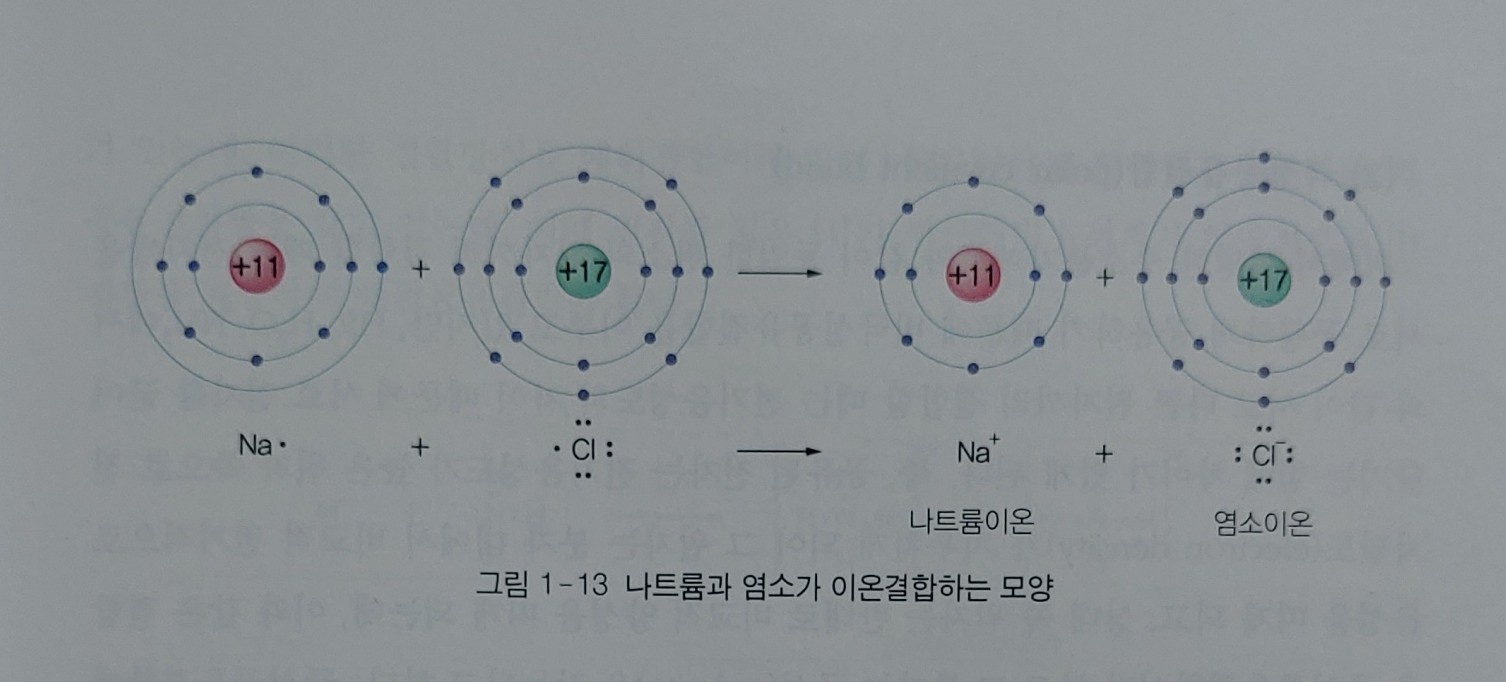 +11 + +17 +11 + +17
Na· + ·Cl: Na+ + :Cl-:
나트륨이온 염소이온
그림 1-13 나트륨과 염소가 이온결합하는 모양